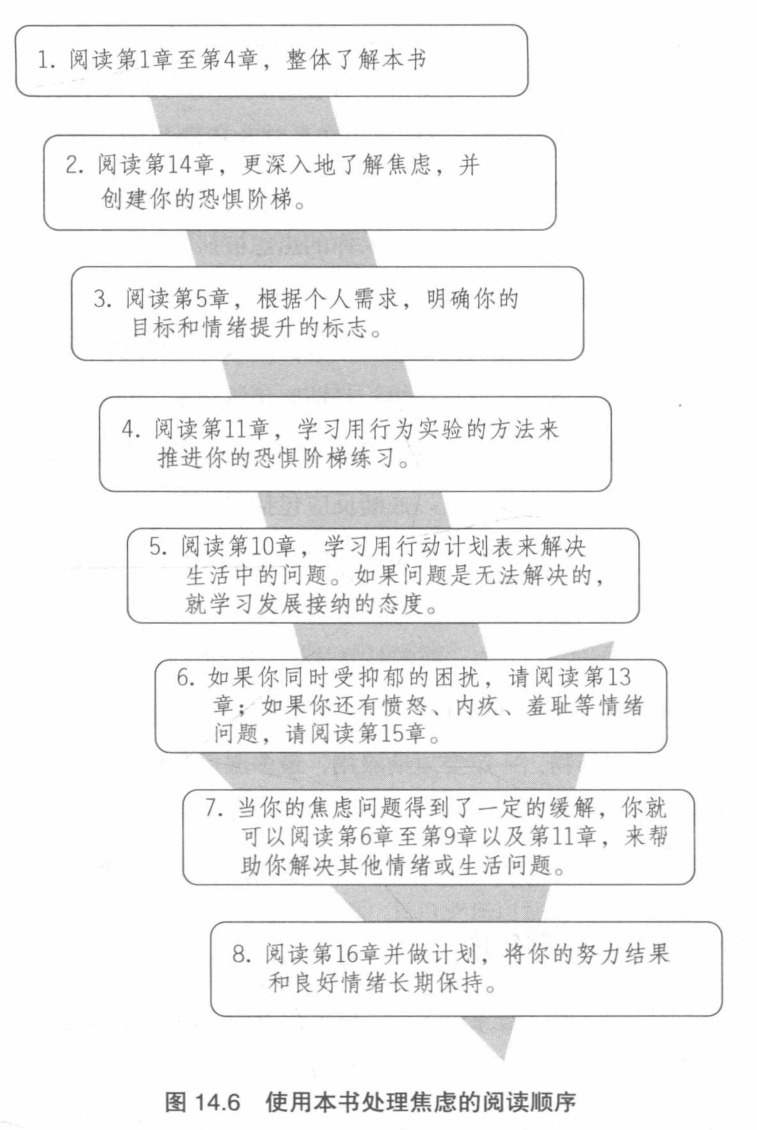 1. 阅读第1章至第4章，整体了解本书
2. 阅读第14章，更深入地了解焦虑，并
创建你的恐惧阶梯。
3. 阅读第5章，根据个人需求，明确你的
目标和情绪提升的标志。
4. 阅读第11章，学习用行为实验的方法来
推进你的恐惧阶梯练习。
5. 阅读第10章，学习用行动计划表来解决
生活中的问题。如果问题是无法解决的，
就学习发展接纳的态度。
6. 如果你同时受抑郁的困扰，请阅读第13
章；如果你还有愤怒、内疚、羞耻等情绪
问题，请阅读第15章。
7. 当你的焦虑问题得到了一定的缓解，你就
可以阅读第6章至第9章以及第11章，来帮
助你解决其他情绪或生活问题。
8. 阅读第16章并做计划，将你的努力结果
和良好情绪长期保持。
图 14.6 使用本书处理焦虑的阅读顺序